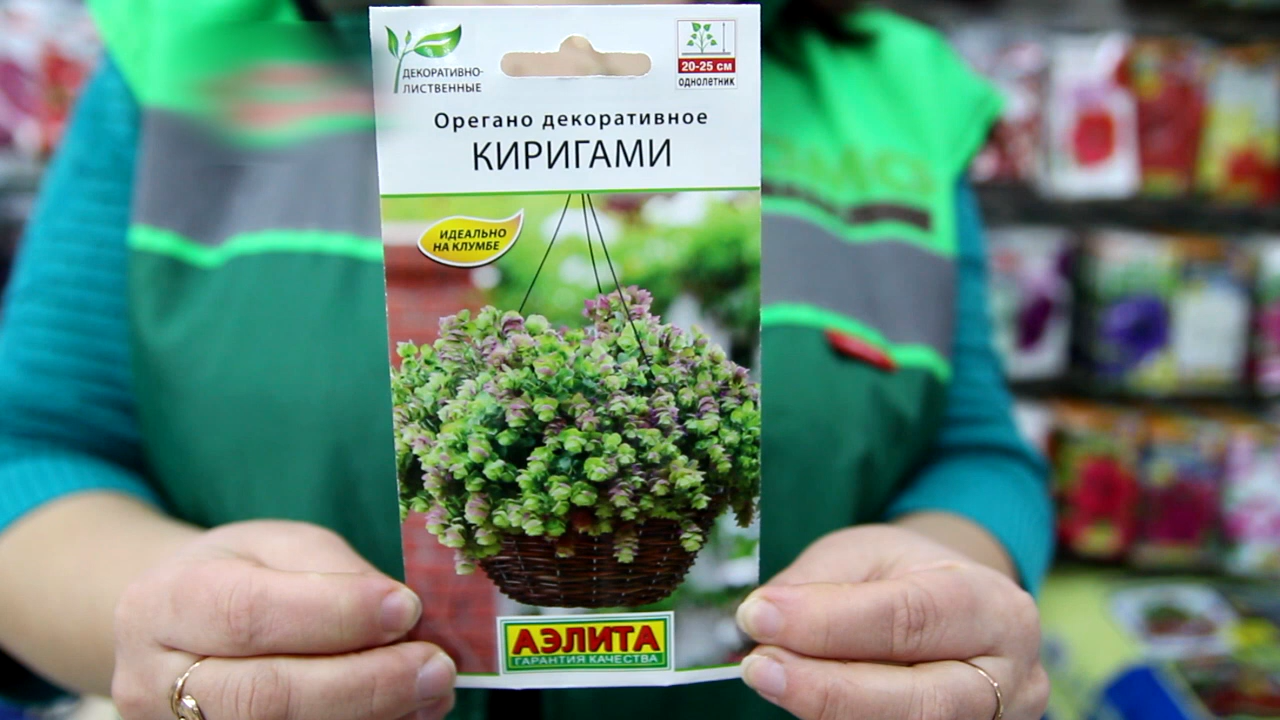 ДЕКОРАТИВНО-
ЛИСТВЕННЫЕ
20-25 см
однолетник
Орегано декоративное
КИРИГАМИ
ИДЕАЛЬНО
НА КЛУМБЕ
АЭЛИТА
ГАРАНТИЯ КАЧЕСТВА